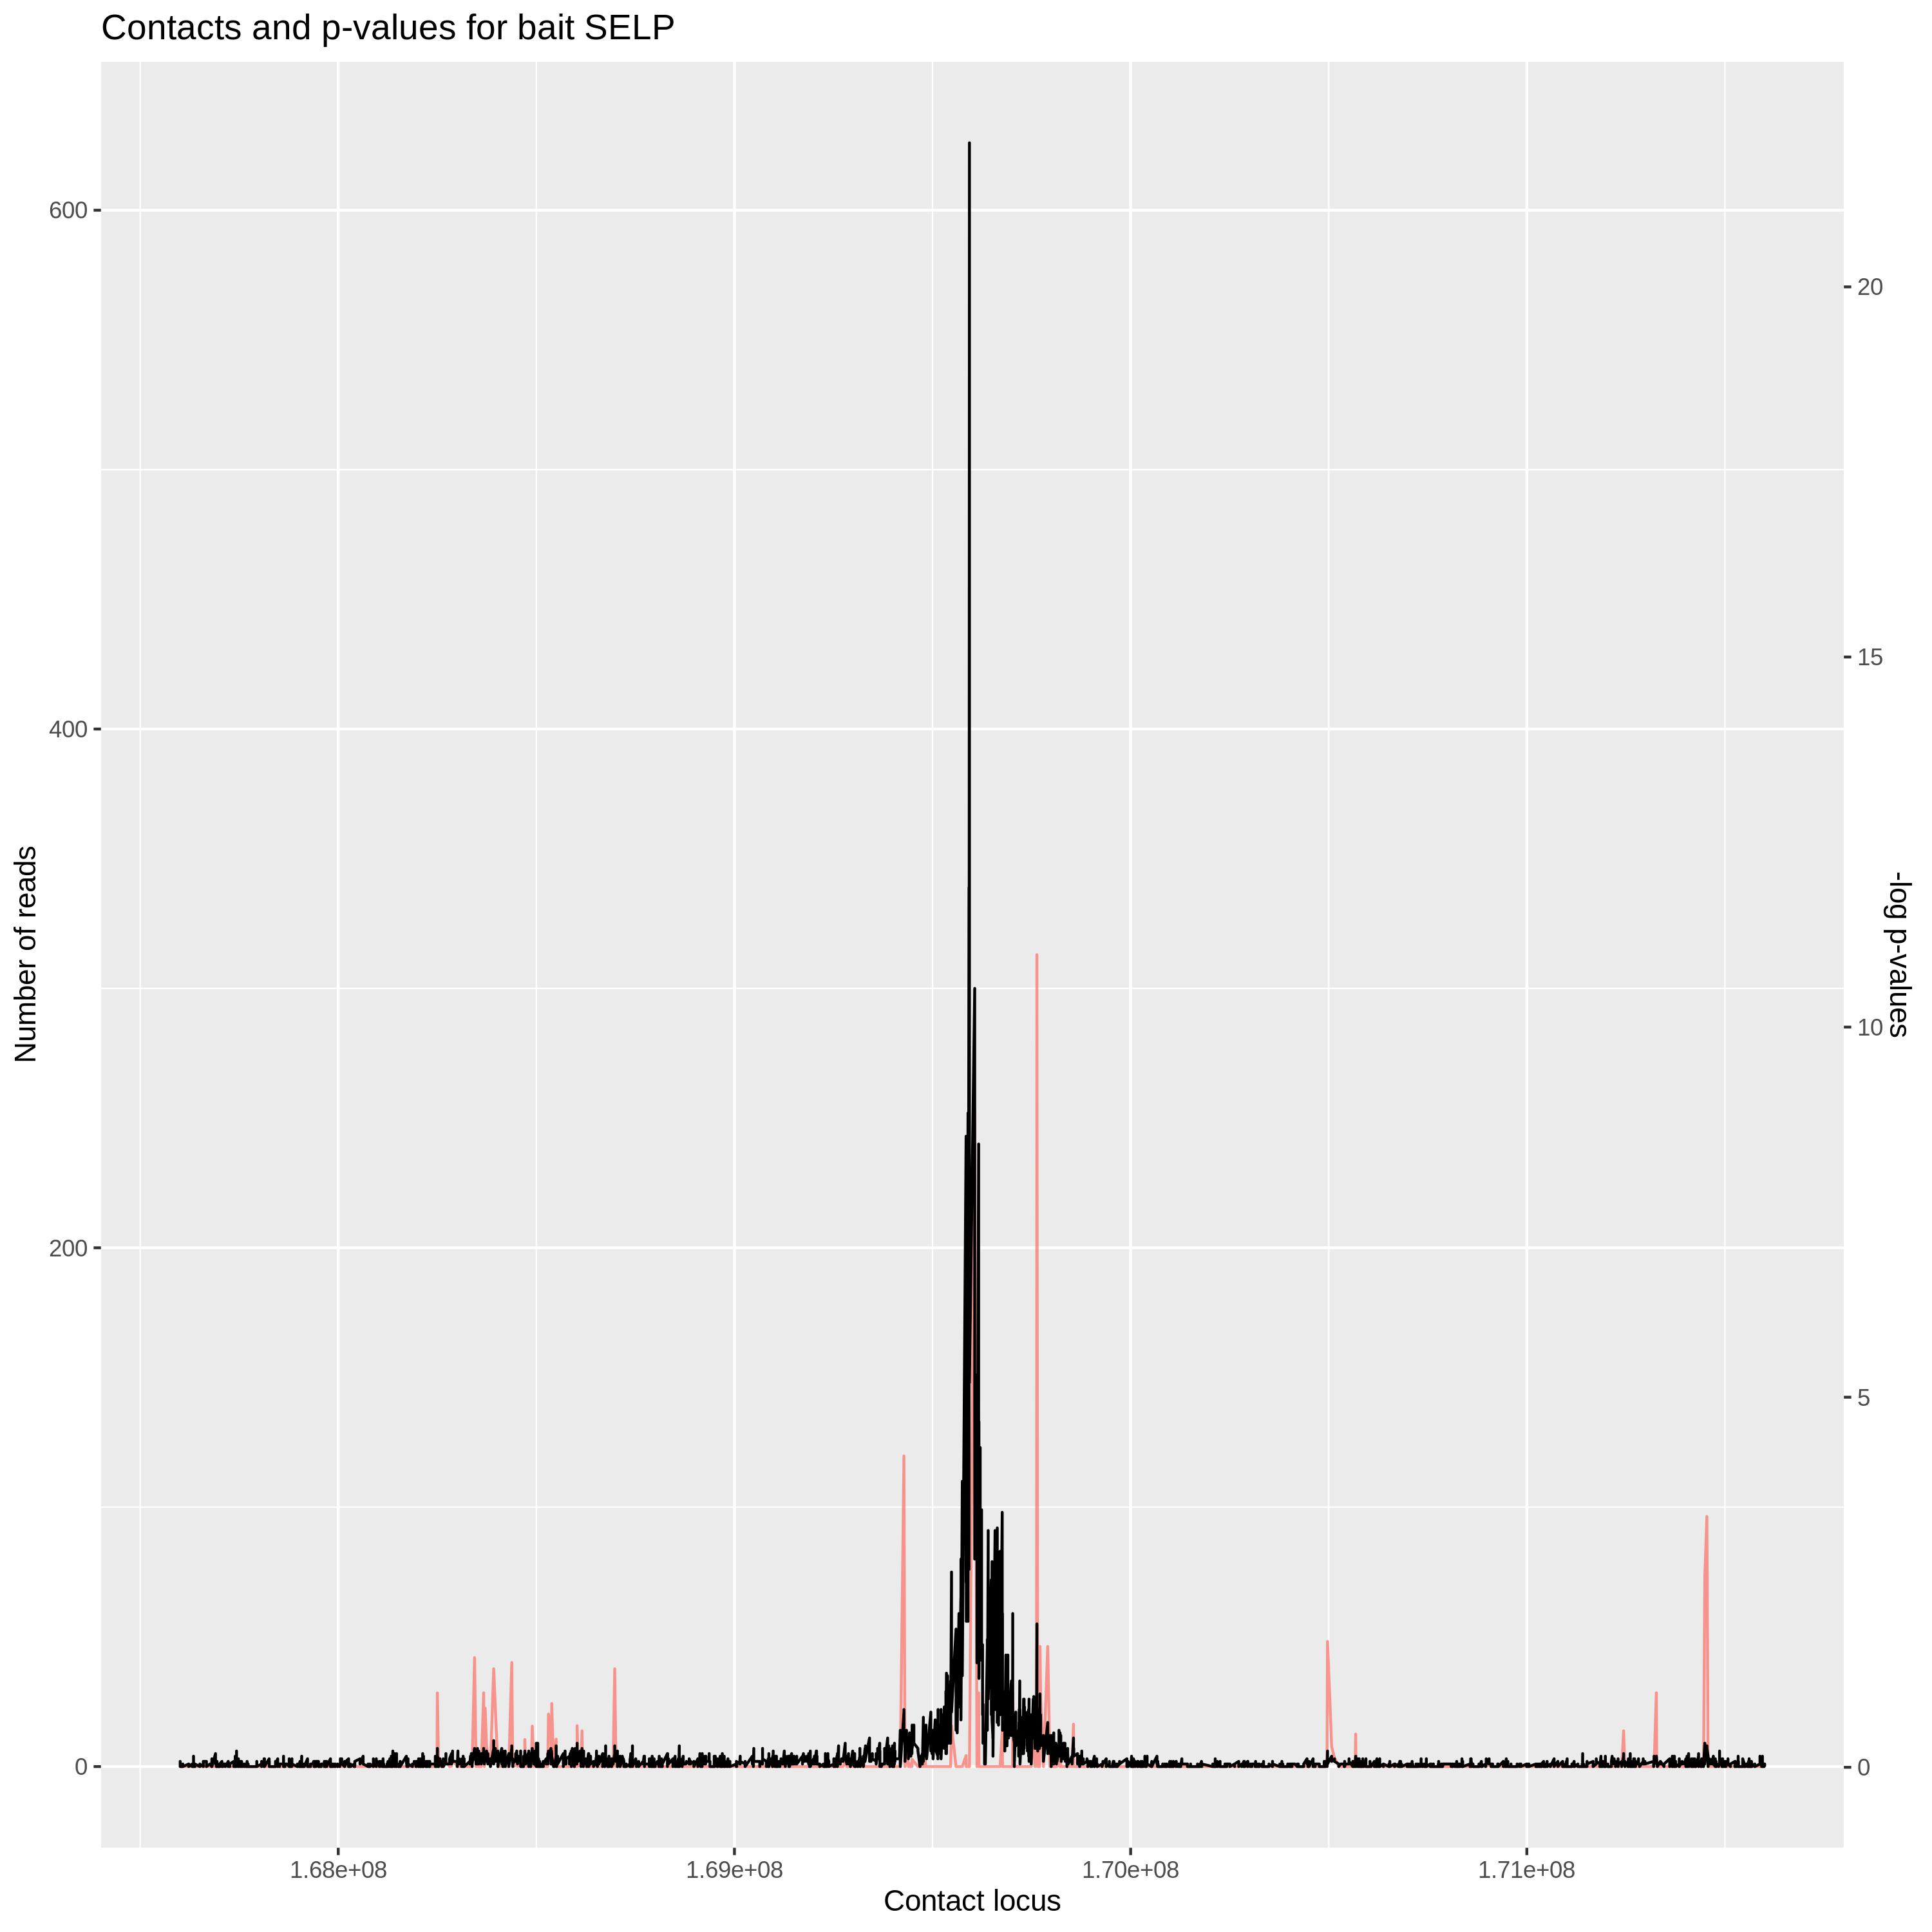 Contacts and p-values for bait SELP
600
400
200
0
20
15
10
5
0
Number of reads
-log p-values
1.68e+08
1.69e+08
1.70e+08
1.71e+08
Contact locus